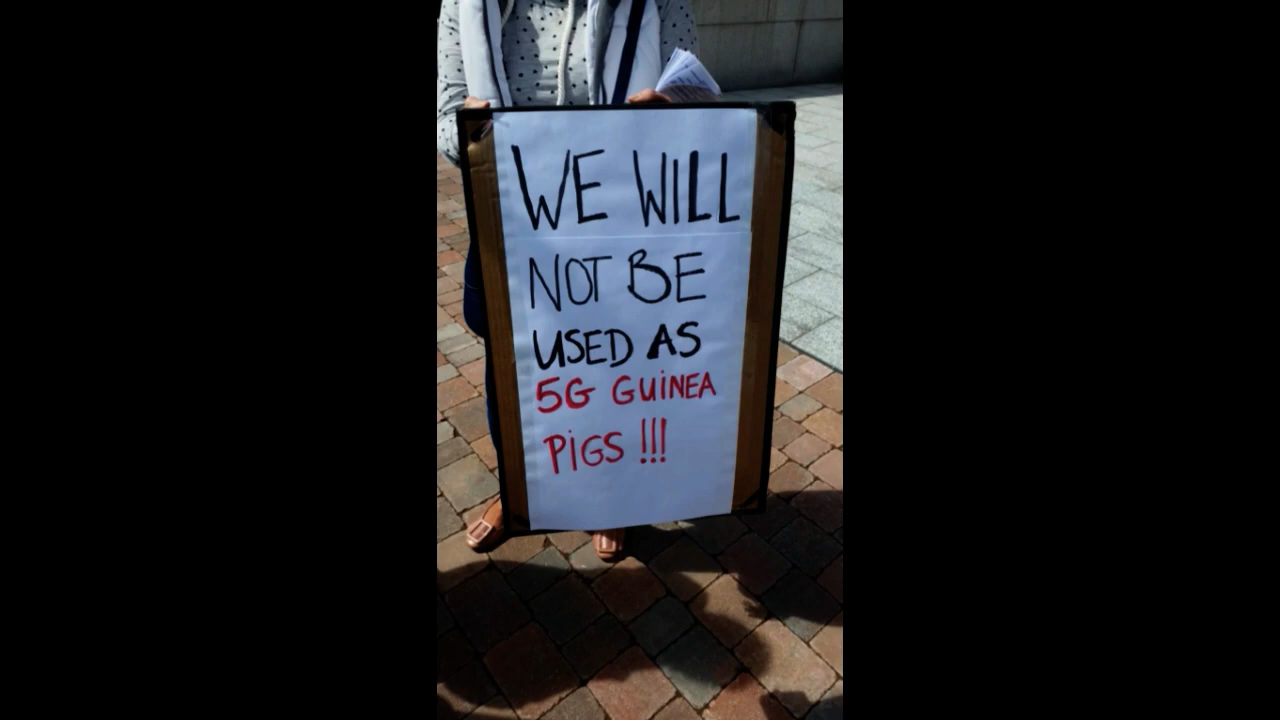 WE WILL
NOT BE
USED AS
5G GUINEA
PIGS !!!